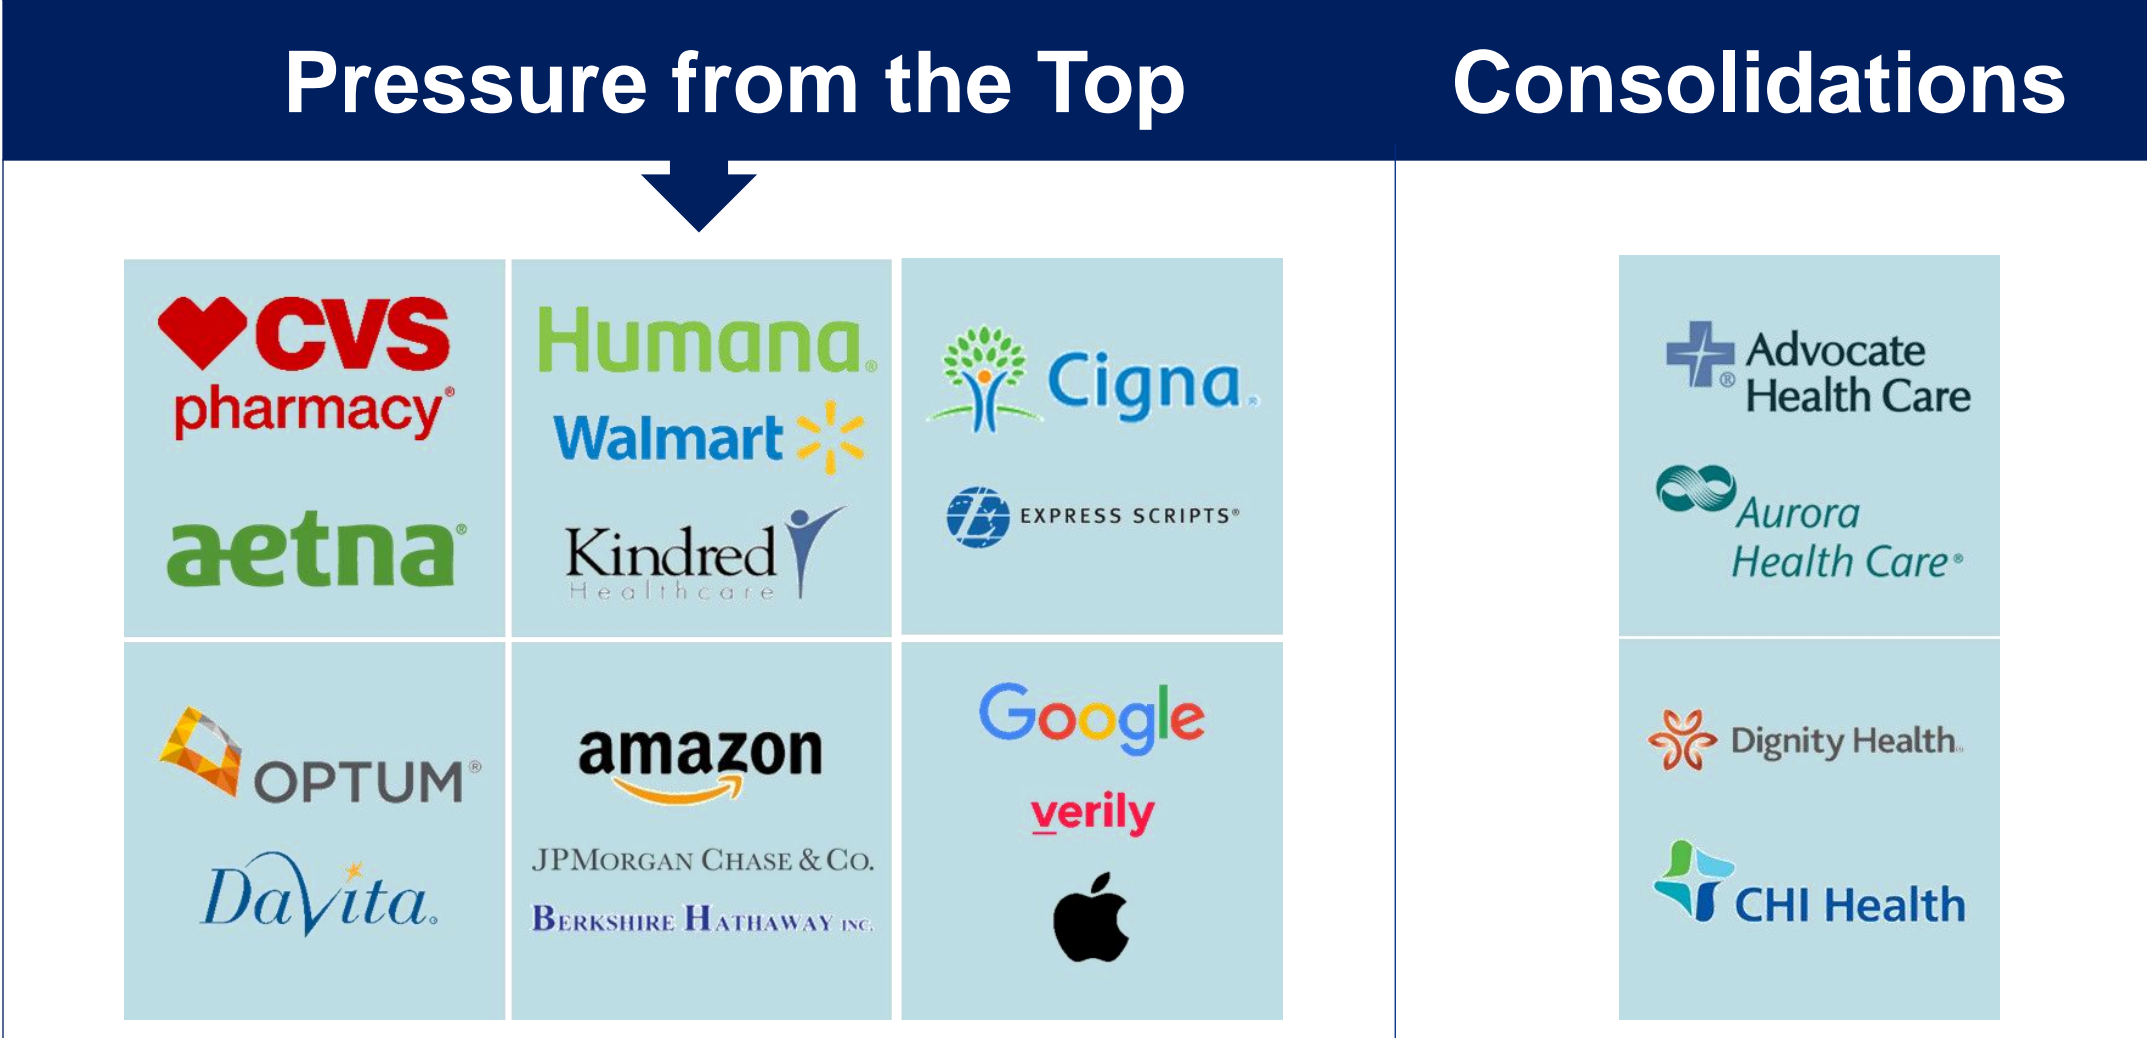 Pressure from the Top
Consolidations
CVS
pharmacy®
aetna®
Humana®
Walmart
Kindred
Healthcare
Cigna®
EXPRESS SCRIPTS®
OPTUM®
DaVita®
amazon
JPMORGAN CHASE & CO.
BERKSHIRE HATHAWAY INC.
Google
verily
Advocate
Health Care®
Aurora
Health Care®
Dignity Health
CHI Health